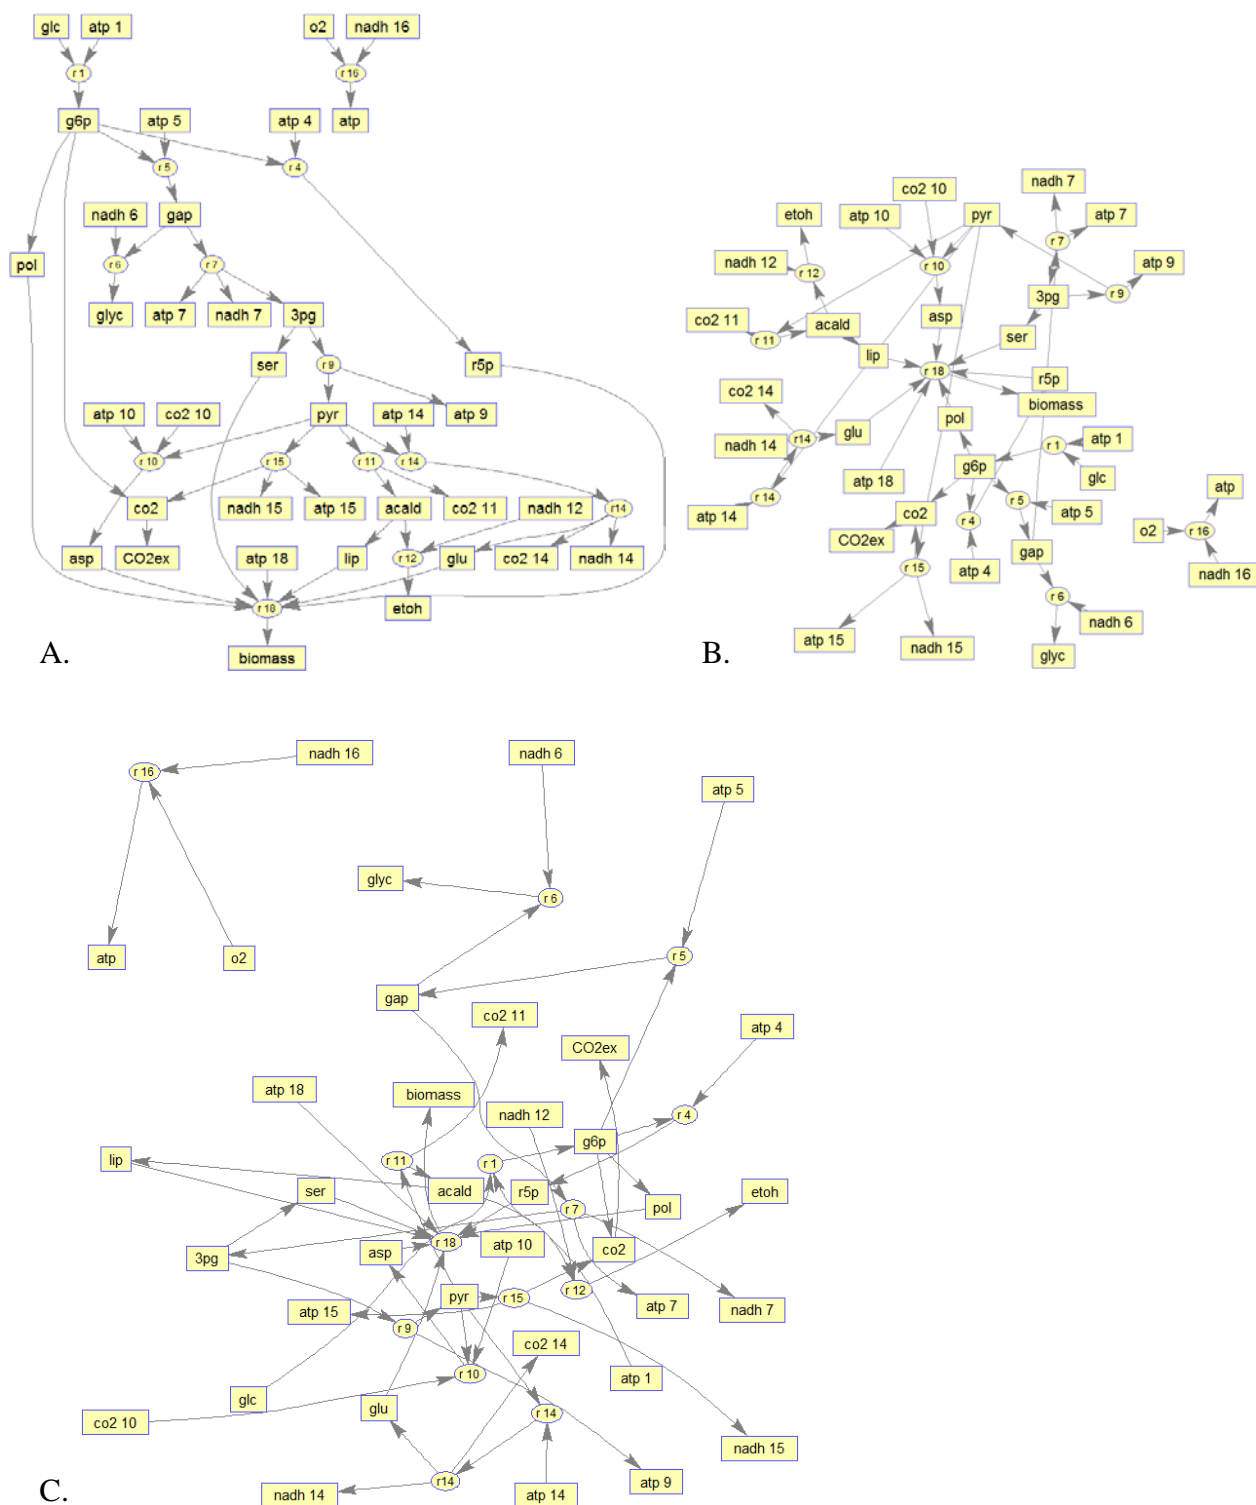 glc
atp 1
o2
nadh 16
r 1
r 16
g6p
atp 5
atp 4
atp
r 5
r 4
nadh 6
gap
pol
r 6
r 7
glyc
atp 7
nadh 7
3pg
ser
r 9
r5p
atp 10
co2 10
pyr
atp 14
atp 9
r 10
r 15
r 11
r 14
co2
nadh 15
atp 15
acald
co2 11
nadh 12
r14
asp
CO2ex
atp 18
lip
r 12
glu
co2 14
nadh 14
r 18
etoh
biomass
A.
nadh 7
co2 10
etoh
atp 10
pyr
atp 7
r 7
nadh 12
r 12
r 10
atp 9
3pg
r 9
co2 11
acald
asp
r 11
ser
lip
r 18
r5p
co2 14
biomass
pol
r14
glu
nadh 14
r 1
atp 1
g6p
glc
atp 18
r 14
r 5
atp
atp 14
co2
r 4
atp 5
o2
r 16
CO2ex
gap
r 15
atp 4
nadh 16
r 6
nadh 6
atp 15
nadh 15
glyc
B.
nadh 16
nadh 6
r 16
atp 5
glyc
r 6
atp
o2
r 5
gap
co2 11
atp 4
CO2ex
atp 18
biomass
nadh 12
r 4
g6p
lip
r 11
r 1
ser
acald
r5p
etoh
r 7
pol
3pg
asp
r 18
atp 10
co2
pyr
r 15
r 12
atp 15
atp 7
nadh 7
r 9
co2 14
r 10
atp 1
glc
glu
r 14
co2 10
nadh 15
r14
atp 9
nadh 14
atp 14
C.